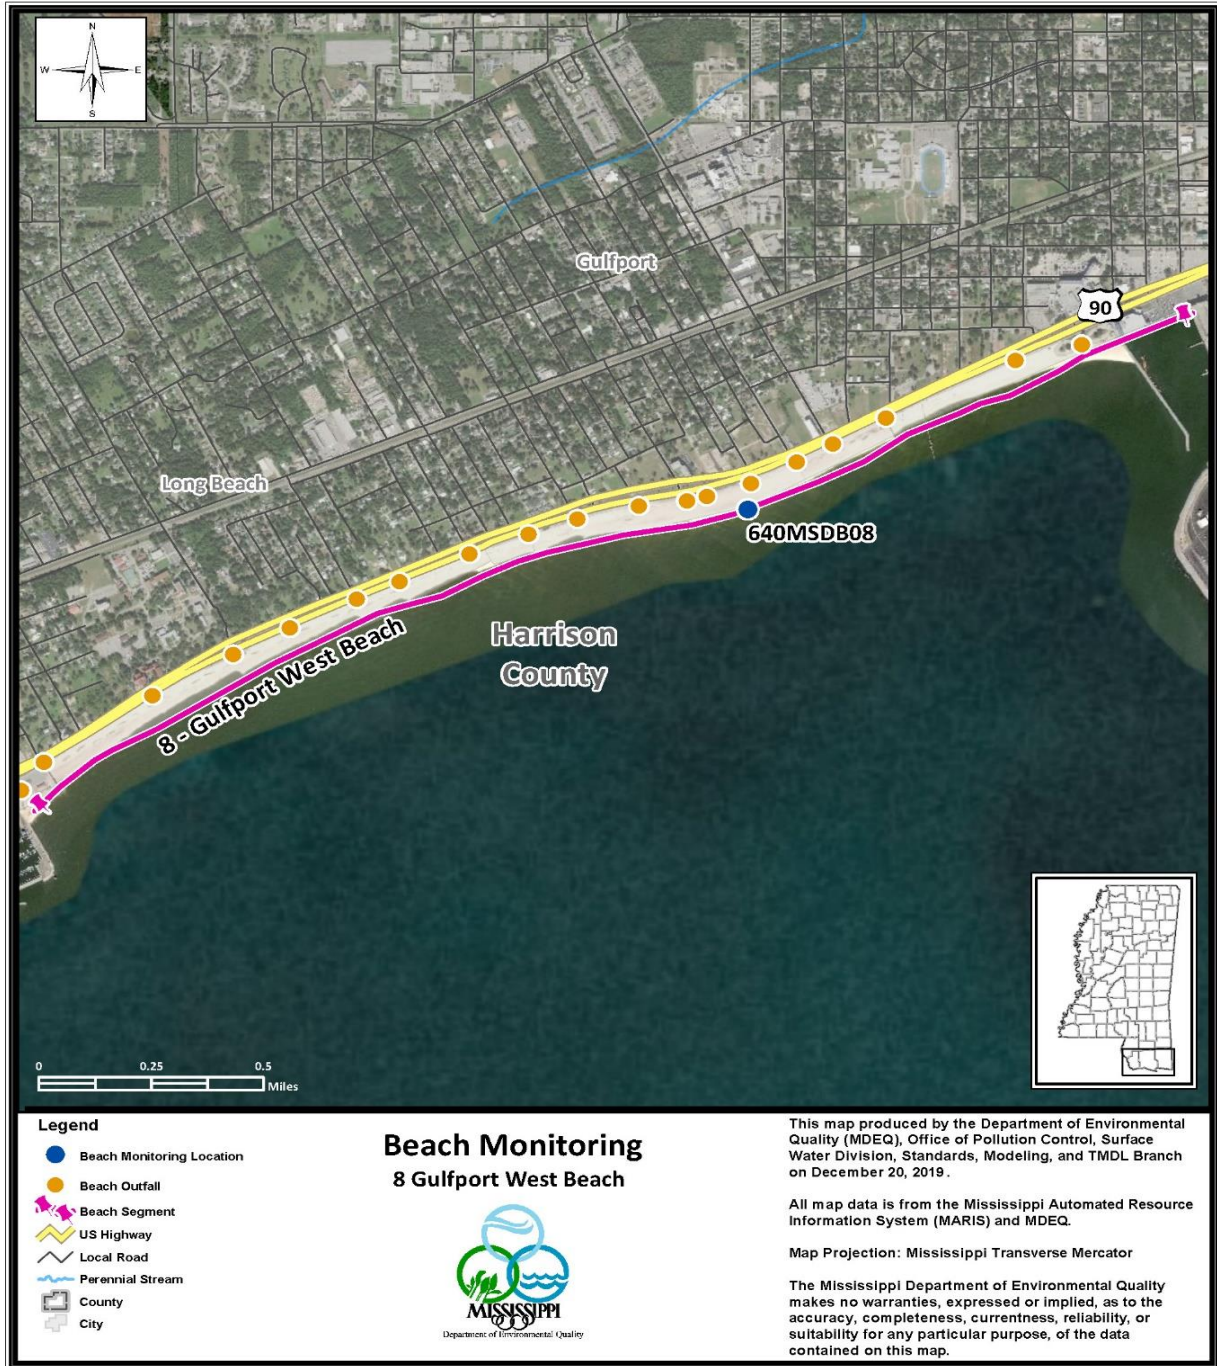 N
W E
S
Gulfport
90
Long Beach
640MSDB08
Harrison
County
8 - Gulfport West Beach
0 0.25 0.5
Miles
Legend
Beach Monitoring Location
Beach Outfall
Beach Segment
US Highway
Local Road
Perennial Stream
County
City
Beach Monitoring
8 Gulfport West Beach
MISSISSIPPI
Department of Environmental Quality
This map produced by the Department of Environmental
Quality (MDEQ), Office of Pollution Control, Surface
Water Division, Standards, Modeling, and TMDL Branch
on December 20, 2019.
All map data is from the Mississippi Automated Resource
Information System (MARIS) and MDEQ.
Map Projection: Mississippi Transverse Mercator
The Mississippi Department of Environmental Quality
makes no warranties, expressed or implied, as to the
accuracy, completeness, currentness, reliability, or
suitability for any particular purpose, of the data
contained on this map.